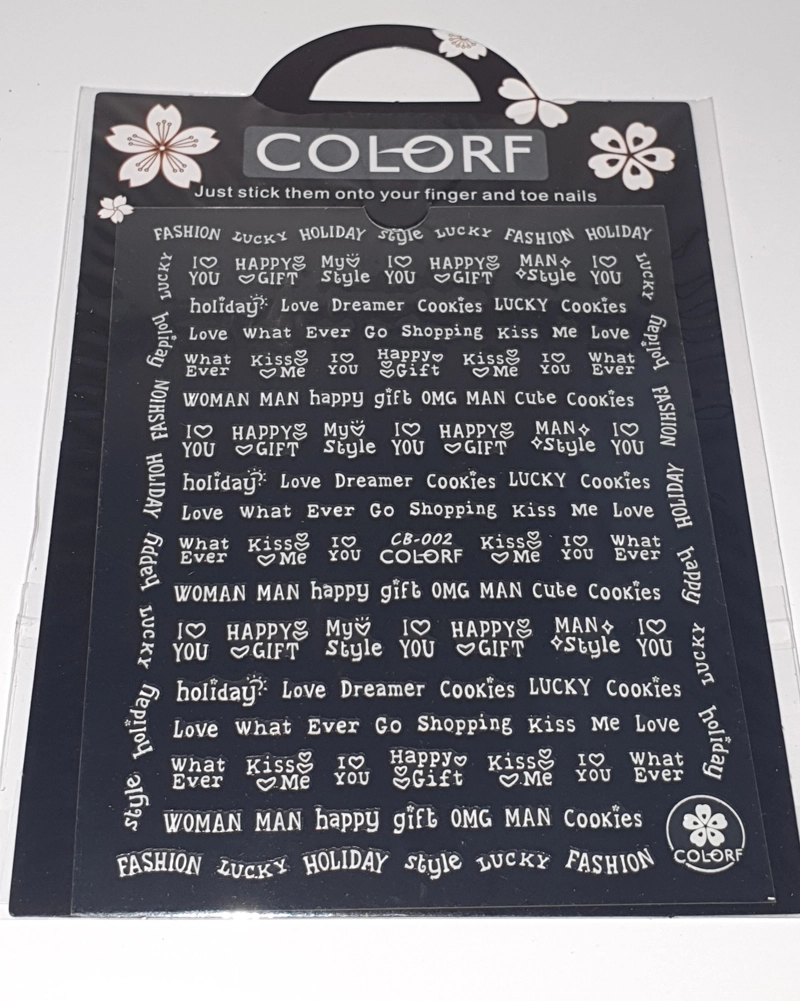 COLORF
Just stick them onto your finger and toe nails
FASHION LUCKY HOLIDAY style LUCKY FASHION HOLIDAY
I♡ HAPPY My I♡ HAPPY MAN I♡
YOU GIFT Style YOU GIFT Style YOU
holiday Love Dreamer Cookies LUCKY Cookies
Love What Ever Go Shopping Kiss Me Love
What Kiss I♡ Happy Kiss I♡ What
Ever Me YOU Gift Me YOU Ever
WOMAN MAN happy gift OMG MAN Cute Cookies
I♡ HAPPY My I♡ HAPPY MAN I♡
YOU GIFT Style YOU GIFT Style YOU
holiday Love Dreamer Cookies LUCKY Cookies
Love What Ever Go Shopping Kiss Me Love
What Kiss I♡ CB-002 Kiss I♡ What
Ever Me YOU COLORF Me YOU Ever
WOMAN MAN happy gift OMG MAN Cute Cookies
I♡ HAPPY My I♡ HAPPY MAN I♡
YOU GIFT Style YOU GIFT Style YOU
holiday Love Dreamer Cookies LUCKY Cookies
Love What Ever Go Shopping Kiss Me Love
What Kiss I♡ Happy Kiss I♡ What
Ever Me YOU Gift Me YOU Ever
WOMAN MAN happy gift OMG MAN Cookies
FASHION LUCKY HOLIDAY style LUCKY FASHION
COLORF
LUCKY
holiday
FASHION
HOLIDAY
happy
LUCKY
holiday
style
LUCKY
holiday
FASHION
HOLIDAY
happy
LUCKY
holiday